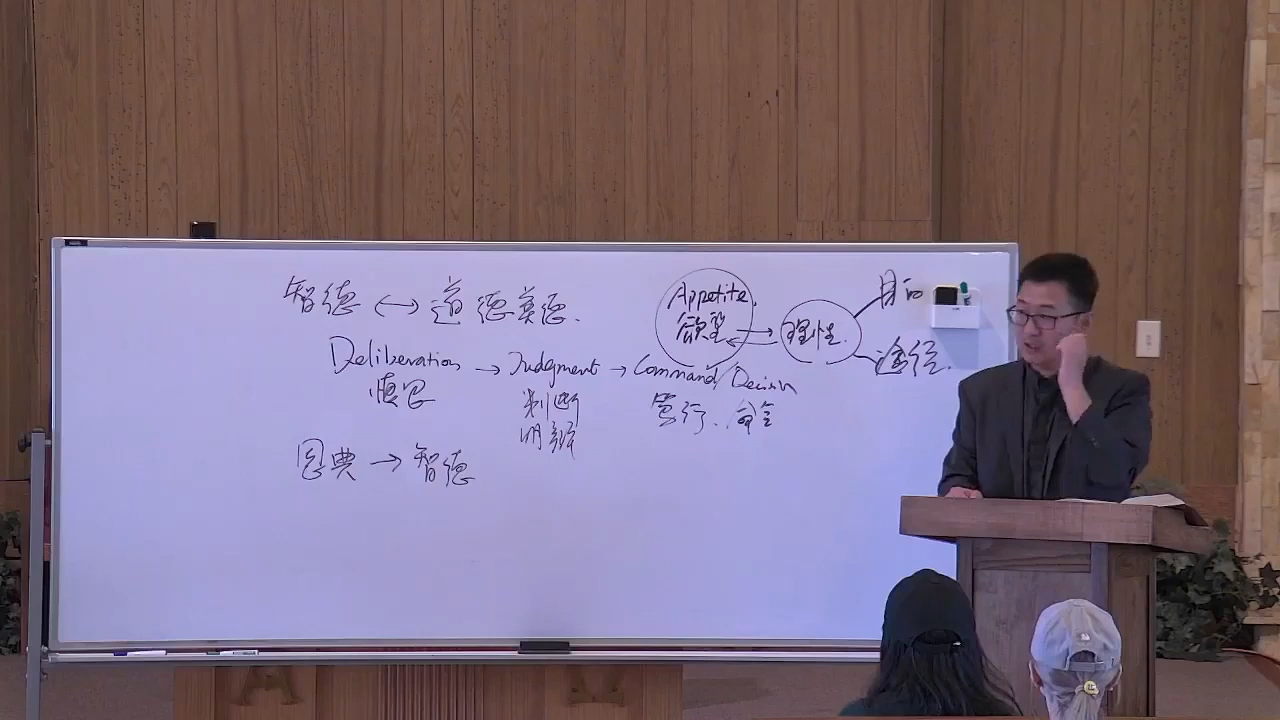 智德 ↔ 道德美德.
Deliberation → Judgment → Command/Decision
慎思 判断 笃行. 命令
明辨
恩典 → 智德
Appetite.
欲望 ⇄ 理性.
目的
途径.